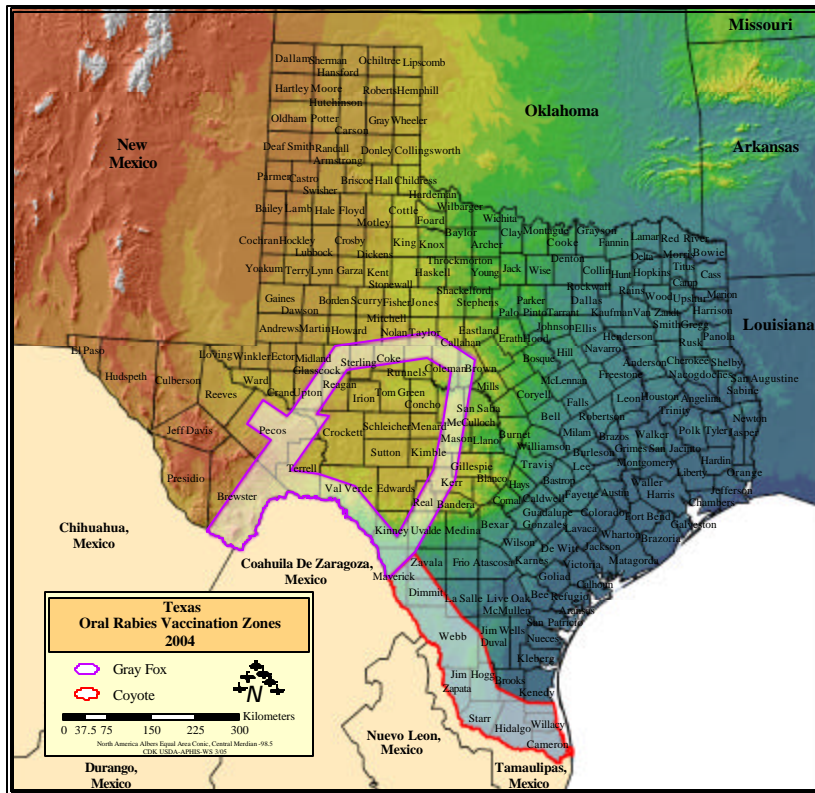 Missouri
Dallam Sherman Ochiltree Lipscomb
Hansford
Hartley Moore Roberts Hemphill
Hutchinson
Oklahoma
Oldham Potter Gray Wheeler
Carson
New
Mexico
Deaf Smith Randall Donley Collingsworth
Armstrong
Arkansas
Parmer Castro Briscoe Hall Childress
Swisher
Hardeman
Bailey Lamb Hale Floyd Cottle Wilbarger
Motley Foard Wichita
Baylor Clay Montague Grayson
Cochran Hockley Crosby King Knox Archer Cooke Fannin Lamar Red River
Lubbock Dickens Throckmorton Denton Delta Morris Bowie
Yoakum Terry Lynn Garza Kent Haskell Young Jack Wise Collin Hunt Hopkins Titus Cass
Stonewall Rockwall Rains Camp
Gaines Borden Scurry Fisher Jones Shackelford Stephens Parker Dallas Wood Upshur Marion
Dawson Palo Pinto Tarrant Kaufman Van Zandt Harrison
Andrews Martin Howard Mitchell Nolan Taylor Eastland Johnson Ellis Smith Gregg
Callahan Erath Hood Henderson Rusk Panola
Louisiana
El Paso Loving Winkler Ector Midland Sterling Coke Coleman Brown Bosque Hill Navarro Anderson Cherokee Shelby
Hudspeth Culberson Glasscock Runnels Freestone Nacogdoches
Reeves Ward Crane Upton Reagan Irion Tom Green Mills McLennan San Augustine
Concho Coryell Falls Leon Houston Angelina Sabine
San Saba Trinity
Jeff Davis Pecos Crockett Schleicher Menard McCulloch Bell Robertson Newton
Mason Llano Burnet Milam Brazos Walker Polk Tyler Jasper
Sutton Kimble Williamson Burleson Grimes San Jacinto
Presidio Terrell Gillespie Travis Lee Montgomery Hardin
Brewster Val Verde Edwards Kerr Blanco Bastrop Waller Liberty Orange
Real Bandera Hays Caldwell Fayette Austin Harris Jefferson
Comal Chambers
Chihuahua,
Mexico
Kinney Uvalde Medina Bexar Guadalupe Colorado Fort Bend Galveston
Gonzales Lavaca
Wilson Wharton Brazoria
Coahuila De Zaragoza,
Mexico
Maverick Zavala Frio Atascosa Karnes De Witt Jackson Matagorda
Victoria
Goliad
Dimmit La Salle Live Oak Bee Refugio Calhoun
McMullen Aransas
San Patricio
Webb Jim Wells Nueces
Duval
Kleberg
Jim Hogg Brooks
Zapata Kenedy
Starr Hidalgo Willacy
Cameron
Nuevo Leon,
Mexico
Tamaulipas,
Mexico
Durango,
Mexico
Texas
Oral Rabies Vaccination Zones
2004
Gray Fox
Coyote
N
Kilometers
0 37.5 75 150 225 300
North America Albers Equal Area Conic, Central Merdian -98.5
CDK USDA-APHIS-WS 3/05